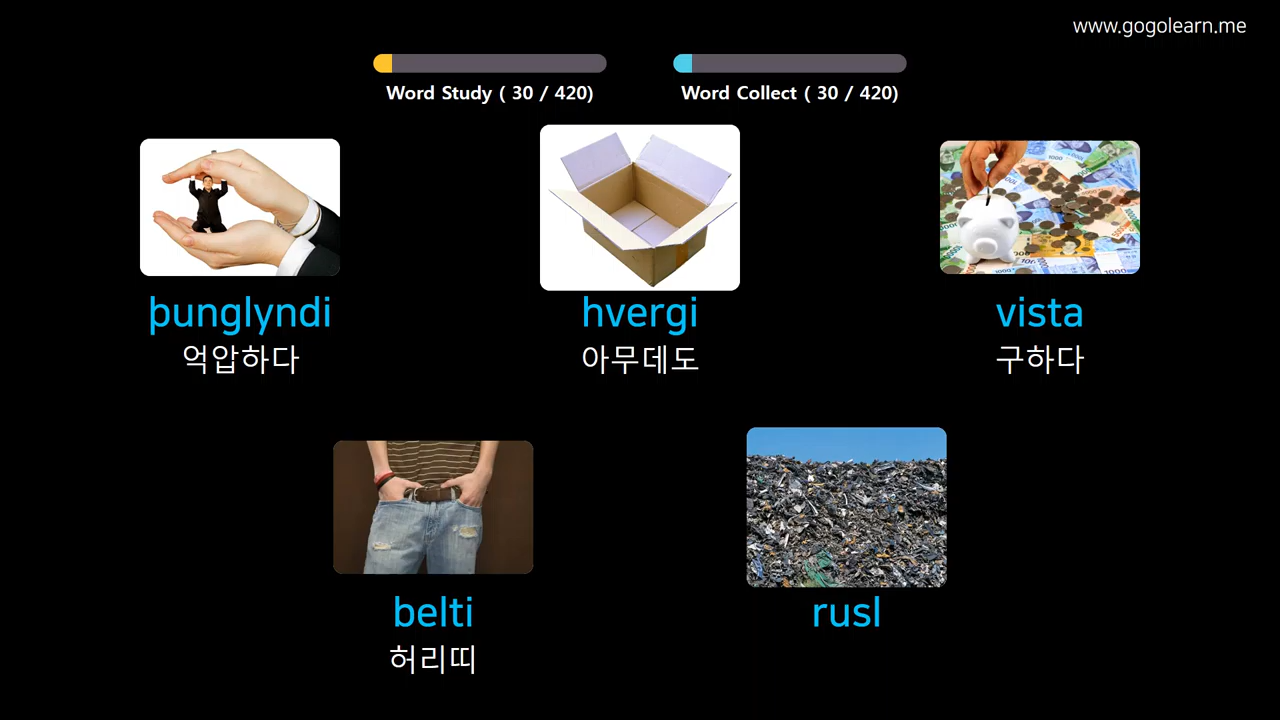 www.gogolearn.me
Word Study ( 30 / 420)
Word Collect ( 30 / 420)
þunglyndi
억압하다
hvergi
아무데도
vista
구하다
belti
허리띠
rusl